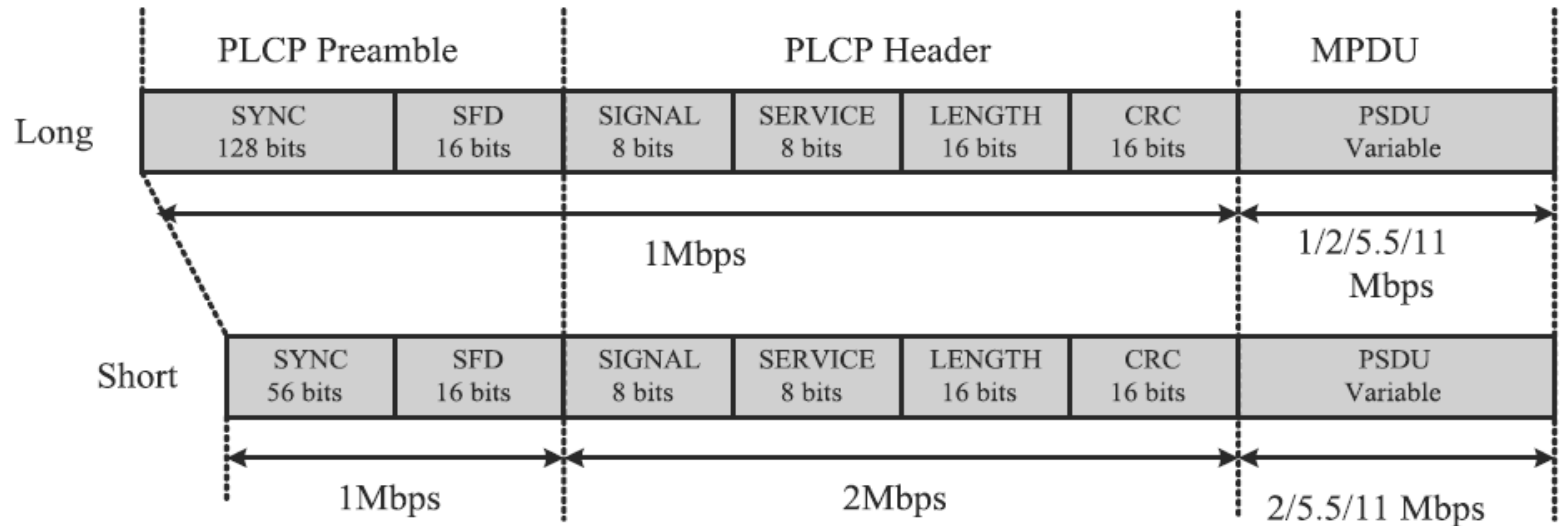 PLCP Preamble PLCP Header MPDU
Long
SYNC SFD SIGNAL SERVICE LENGTH CRC PSDU
128 bits 16 bits 8 bits 8 bits 16 bits 16 bits Variable
1Mbps
1/2/5.5/11
Mbps
Short
SYNC SFD SIGNAL SERVICE LENGTH CRC PSDU
56 bits 16 bits 8 bits 8 bits 16 bits 16 bits Variable
1Mbps 2Mbps 2/5.5/11 Mbps